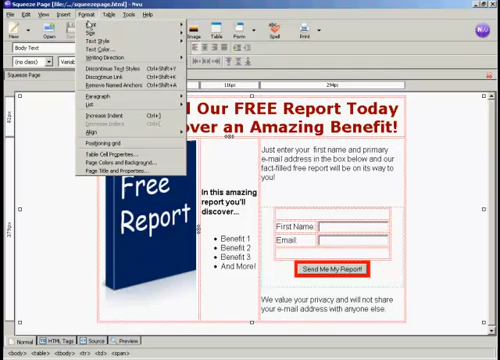 Squeeze Page [file:/.../squeezepage.html] - Nvu
File Edit View Insert Format Table Tools Help
Image Table Spell Print
Body Text
(no class)
Squeeze Page
Font
Size
Text Style
Text Color...
Writing Direction
Discontinue Text Styles Ctrl+Shift+Y
Discontinue Link Ctrl+Shift+K
Remove Named Anchors Ctrl+Shift+R
Paragraph
List
Increase Indent Ctrl+]
Decrease Indent Ctrl+[
Align
Positioning grid
Table Cell Properties...
Page Colors and Background...
Page Title and Properties...
116px
294px
Our FREE Report Today
over an Amazing Benefit!
Free
Report
In this amazing
report you'll
discover...
Benefit 1
Benefit 2
Benefit 3
And More!
Just enter your first name and primary
e-mail address in the box below and our
fact-filled free report will be on its way to
you!
First Name:
Email:
Send Me My Report!
We value your privacy and will not share
your e-mail address with anyone else.
Normal HTML Tags Source Preview
<body> <table> <tbody> <tr> <td> <span>